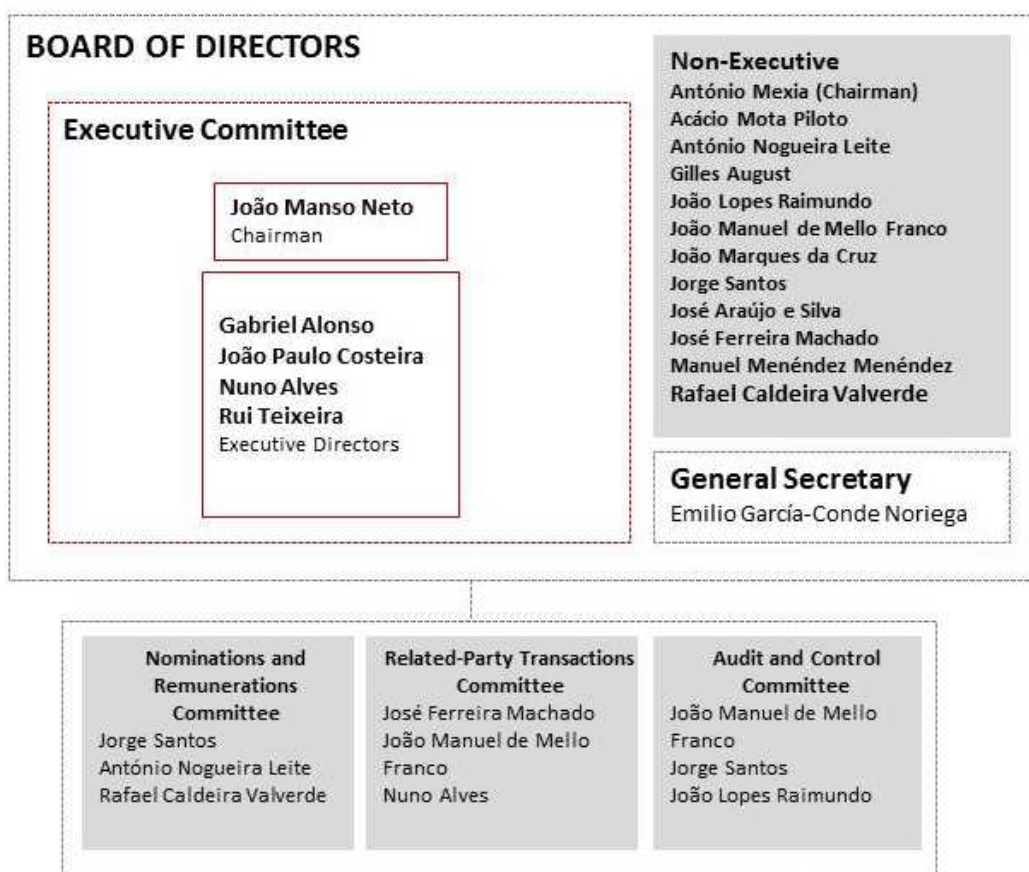 BOARD OF DIRECTORS
Executive Committee
João Manso Neto
Chairman
Gabriel Alonso
João Paulo Costeira
Nuno Alves
Rui Teixeira
Executive Directors
Non-Executive
António Mexia (Chairman)
Acácio Mota Piloto
António Nogueira Leite
Gilles August
João Lopes Raimundo
João Manuel de Mello Franco
João Marques da Cruz
Jorge Santos
José Araújo e Silva
José Ferreira Machado
Manuel Menéndez Menéndez
Rafael Caldeira Valverde
General Secretary
Emilio García-Conde Noriega
Nominations and
Remunerations
Committee
Jorge Santos
António Nogueira Leite
Rafael Caldeira Valverde
Related-Party Transactions
Committee
José Ferreira Machado
João Manuel de Mello
Franco
Nuno Alves
Audit and Control
Committee
João Manuel de Mello
Franco
Jorge Santos
João Lopes Raimundo